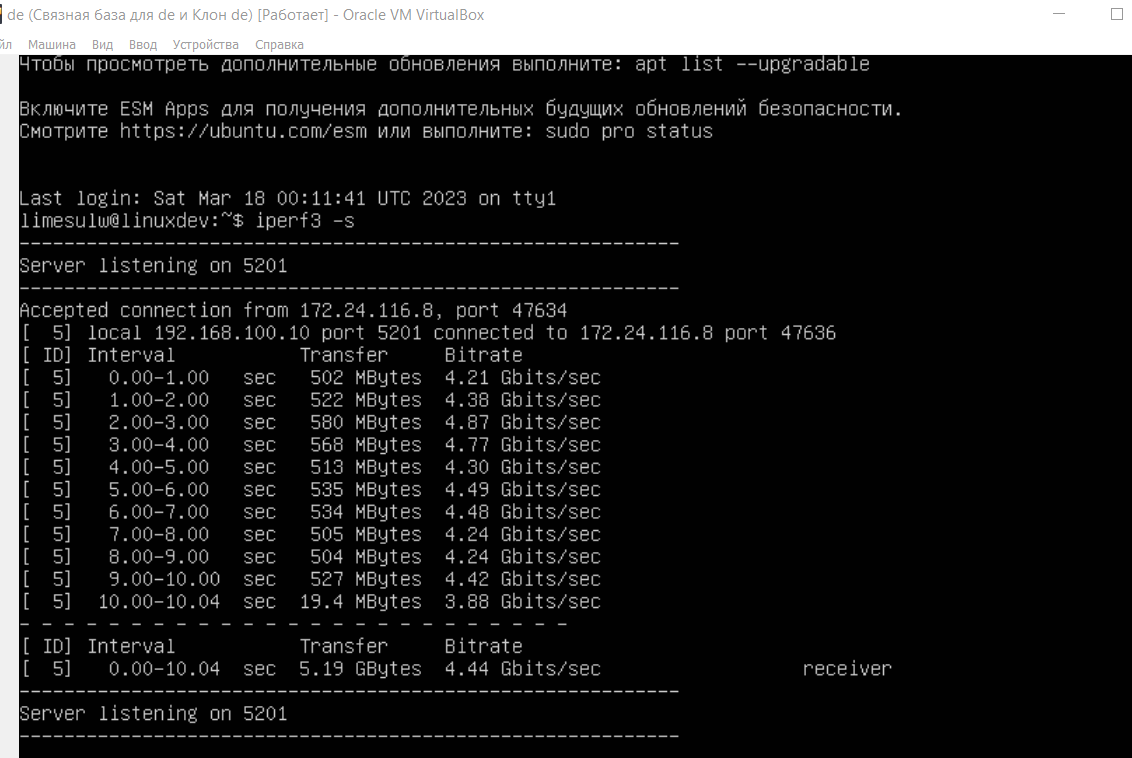 de (Связная база для de и Клон de) [Работает] - Oracle VM VirtualBox
йл Машина Вид Ввод Устройства Справка
Чтобы просмотреть дополнительные обновления выполните: apt list --upgradable
Включите ESM Apps для получения дополнительных будущих обновлений безопасности.
Смотрите https://ubuntu.com/esm или выполните: sudo pro status
Last login: Sat Mar 18 00:11:41 UTC 2023 on tty1
limesulw@linuxdev:~$ iperf3 -s
-----------------------------------------------------------
Server listening on 5201
-----------------------------------------------------------
Accepted connection from 172.24.116.8, port 47634
[  5] local 192.168.100.10 port 5201 connected to 172.24.116.8 port 47636
[ ID] Interval           Transfer     Bitrate
[  5]   0.00-1.00   sec   502 MBytes  4.21 Gbits/sec
[  5]   1.00-2.00   sec   522 MBytes  4.38 Gbits/sec
[  5]   2.00-3.00   sec   580 MBytes  4.87 Gbits/sec
[  5]   3.00-4.00   sec   568 MBytes  4.77 Gbits/sec
[  5]   4.00-5.00   sec   513 MBytes  4.30 Gbits/sec
[  5]   5.00-6.00   sec   535 MBytes  4.49 Gbits/sec
[  5]   6.00-7.00   sec   534 MBytes  4.48 Gbits/sec
[  5]   7.00-8.00   sec   505 MBytes  4.24 Gbits/sec
[  5]   8.00-9.00   sec   504 MBytes  4.24 Gbits/sec
[  5]   9.00-10.00  sec   527 MBytes  4.42 Gbits/sec
[  5]  10.00-10.04  sec  19.4 MBytes  3.88 Gbits/sec
- - - - - - - - - - - - - - - - - - - - - - - - -
[ ID] Interval           Transfer     Bitrate
[  5]   0.00-10.04  sec  5.19 GBytes  4.44 Gbits/sec                  receiver
-----------------------------------------------------------
Server listening on 5201
-----------------------------------------------------------